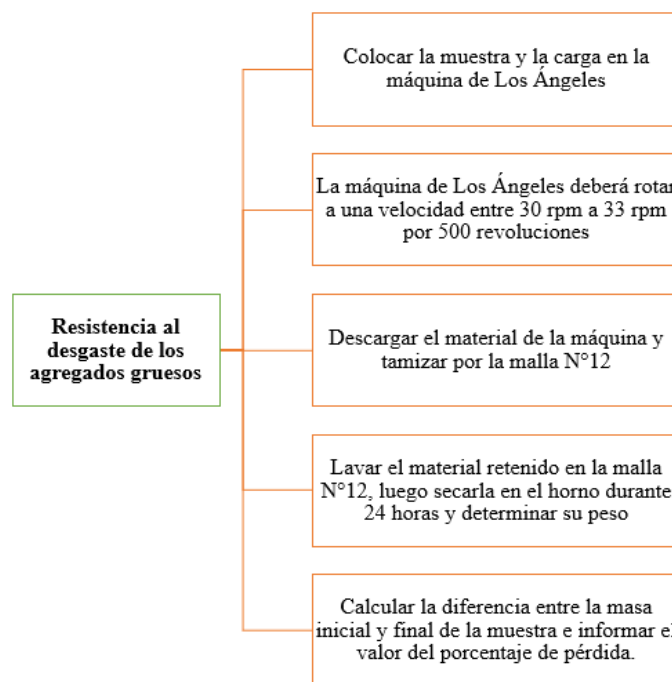 Colocar la muestra y la carga en la
máquina de Los Ángeles
La máquina de Los Ángeles deberá rotar
a una velocidad entre 30 rpm a 33 rpm
por 500 revoluciones
Resistencia al
desgaste de los
agregados gruesos
Descargar el material de la máquina y
tamizar por la malla N°12
Lavar el material retenido en la malla
N°12, luego secarla en el horno durante
24 horas y determinar su peso
Calcular la diferencia entre la masa
inicial y final de la muestra e informar el
valor del porcentaje de pérdida.